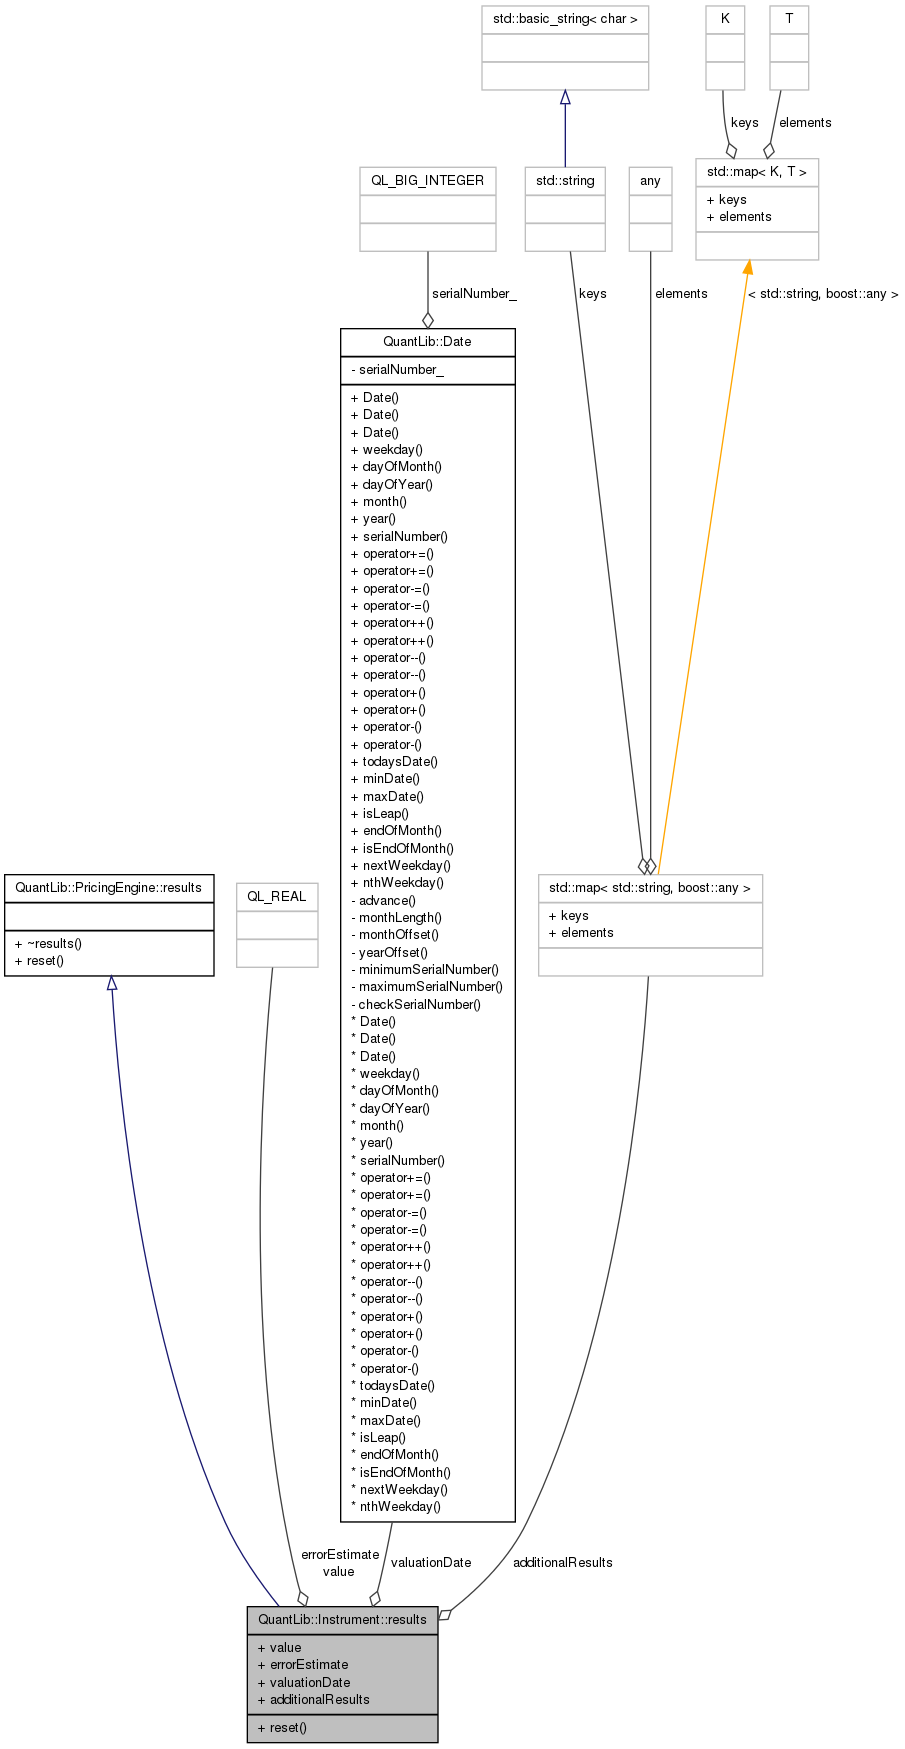 std::basic_string< char >
K
T
keys
elements
QL_BIG_INTEGER
std::string
any
std::map< K, T >
+ keys
+ elements
serialNumber_
keys
elements
< std::string, boost::any >
QuantLib::Date
- serialNumber_
+ Date()
+ Date()
+ Date()
+ weekday()
+ dayOfMonth()
+ dayOfYear()
+ month()
+ year()
+ serialNumber()
+ operator+=()
+ operator+=()
+ operator-=()
+ operator-=()
+ operator++()
+ operator++()
+ operator--()
+ operator--()
+ operator+()
+ operator+()
+ operator-()
+ operator-()
+ todaysDate()
+ minDate()
+ maxDate()
+ isLeap()
+ endOfMonth()
+ isEndOfMonth()
+ nextWeekday()
+ nthWeekday()
- advance()
- monthLength()
- monthOffset()
- yearOffset()
- minimumSerialNumber()
- maximumSerialNumber()
- checkSerialNumber()
* Date()
* Date()
* Date()
* weekday()
* dayOfMonth()
* dayOfYear()
* month()
* year()
* serialNumber()
* operator+=()
* operator+=()
* operator-=()
* operator-=()
* operator++()
* operator++()
* operator--()
* operator--()
* operator+()
* operator+()
* operator-()
* operator-()
* todaysDate()
* minDate()
* maxDate()
* isLeap()
* endOfMonth()
* isEndOfMonth()
* nextWeekday()
* nthWeekday()
QuantLib::PricingEngine::results
+ ~results()
+ reset()
QL_REAL
std::map< std::string, boost::any >
+ keys
+ elements
errorEstimate
value
valuationDate
additionalResults
QuantLib::Instrument::results
+ value
+ errorEstimate
+ valuationDate
+ additionalResults
+ reset()